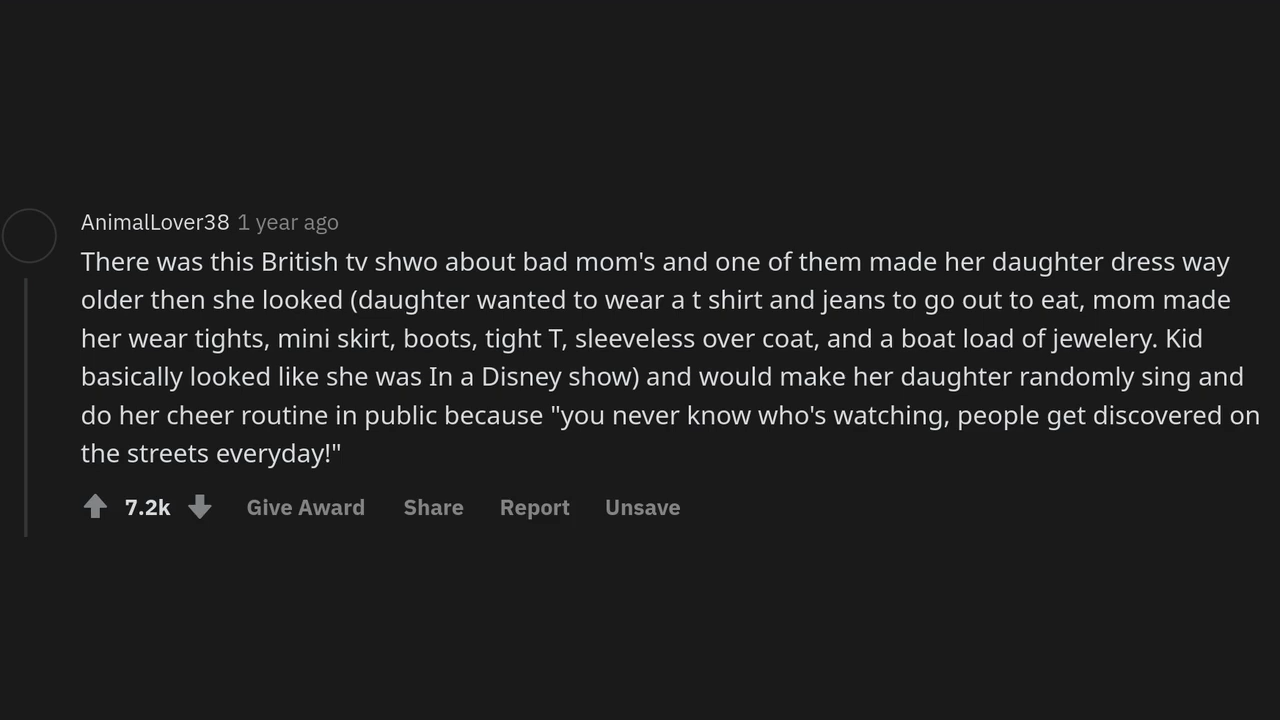 AnimalLover38 1 year ago
There was this British tv shwo about bad mom's and one of them made her daughter dress way
older then she looked (daughter wanted to wear a t shirt and jeans to go out to eat, mom made
her wear tights, mini skirt, boots, tight T, sleeveless over coat, and a boat load of jewelery. Kid
basically looked like she was In a Disney show) and would make her daughter randomly sing and
do her cheer routine in public because "you never know who's watching, people get discovered on
the streets everyday!"
7.2k Give Award Share Report Unsave